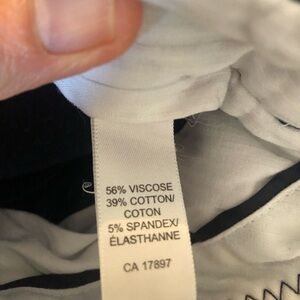 56% VISCOSE
39% COTTON/
COTON
5% SPANDEX/
ÉLASTHANNE
CA 17897